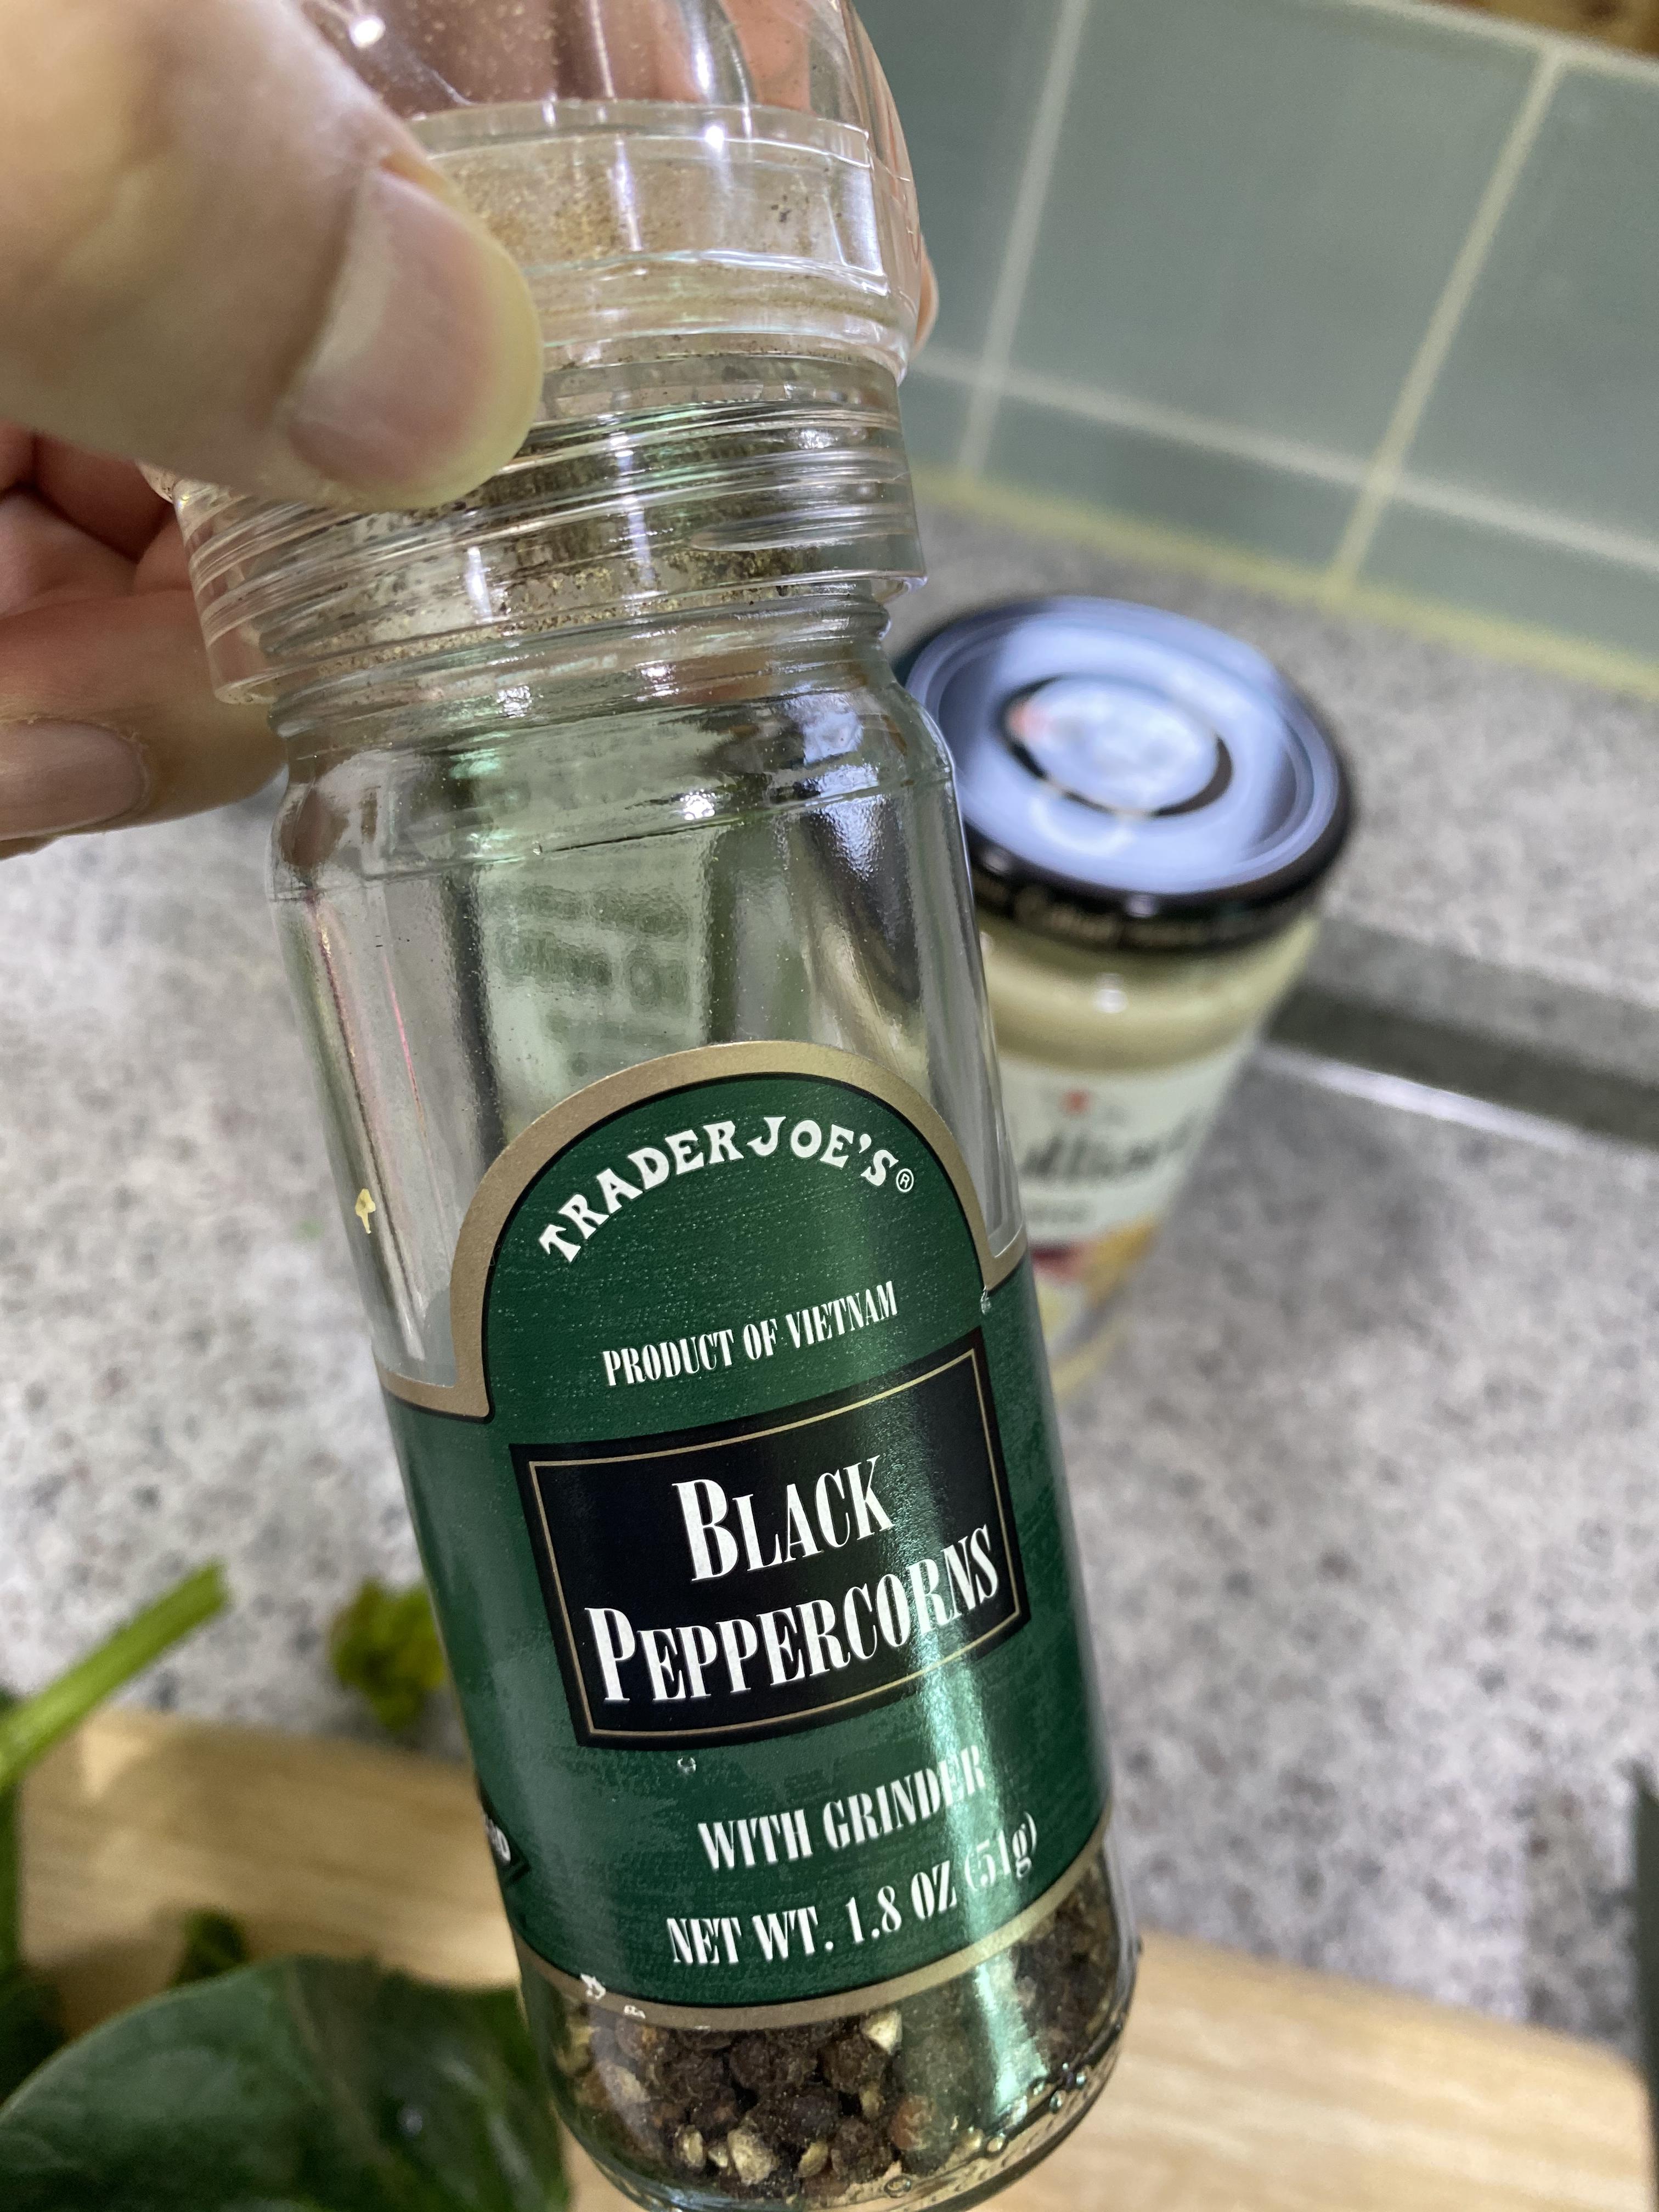 TRADER JOE'S®
PRODUCT OF VIETNAM
BLACK
PEPPERCORNS
WITH GRINDER
NET WT. 1.8 OZ (51g)